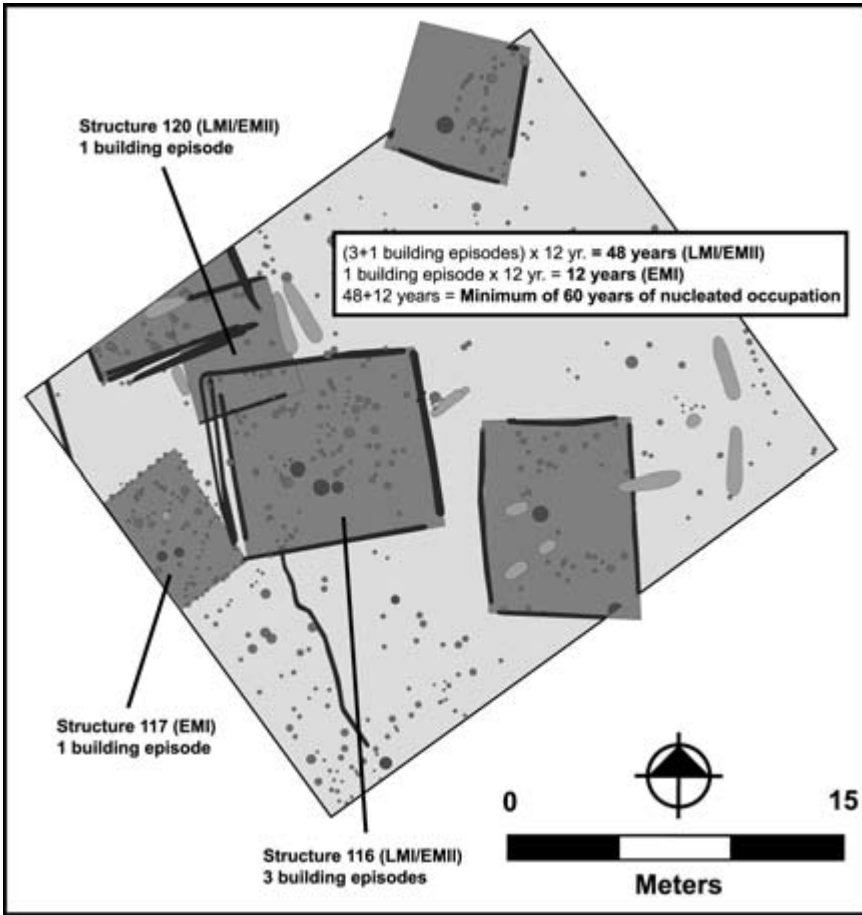 Structure 120 (LMI/EMII)
1 building episode
(3+1 building episodes) x 12 yr. = 48 years (LMI/EMII)
1 building episode x 12 yr. = 12 years (EMI)
48+12 years = Minimum of 60 years of nucleated occupation
Structure 117 (EMI)
1 building episode
Structure 116 (LMI/EMII)
3 building episodes
0 15
Meters